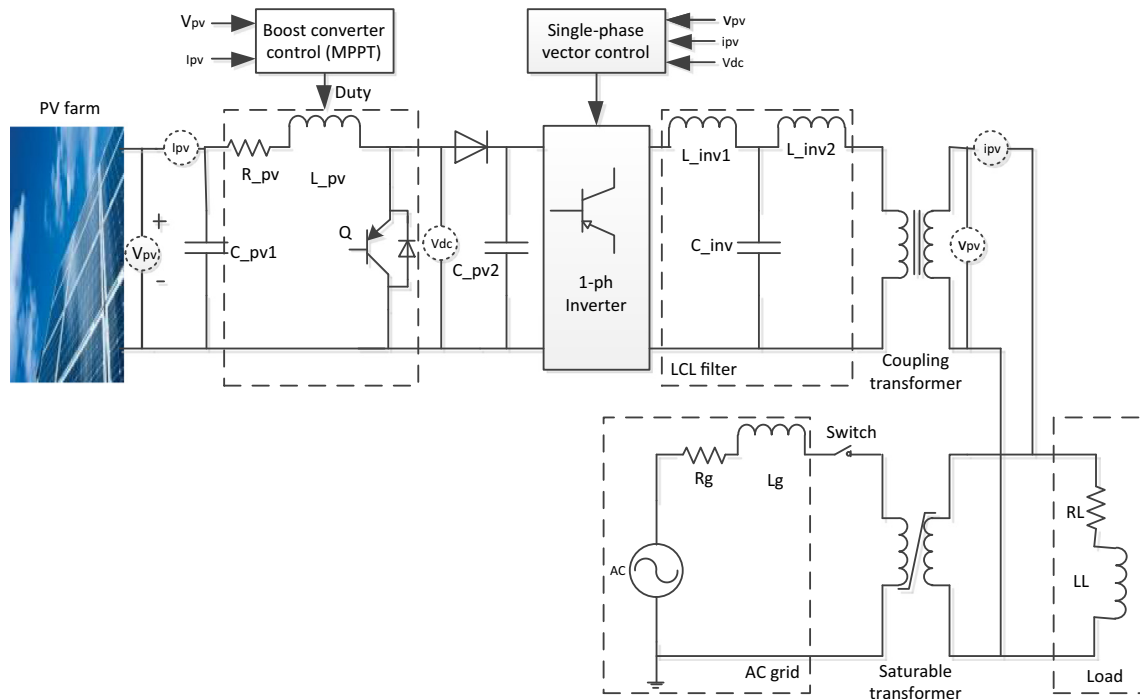 Vpv
Ipv
Boost converter
control (MPPT)
Duty
Single-phase
vector control
vpv
ipv
Vdc
PV farm
Ipv
R_pv
L_pv
L_inv1
L_inv2
ipv
+
Vpv
–
C_pv1
Q
Vdc
C_pv2
1-ph
Inverter
C_inv
vpv
LCL filter
Coupling
transformer
Switch
Rg
Lg
RL
AC
LL
AC grid
Saturable
transformer
Load